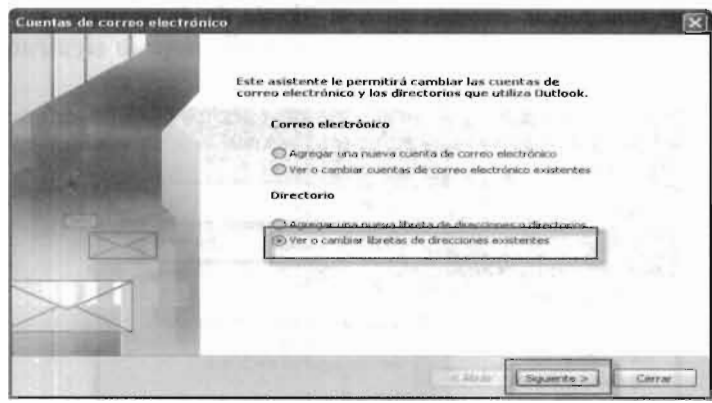 Cuentas de correo electrónico
Este asistente le permitirá cambiar las cuentas de
correo electrónico y los directorios que utiliza Outlook.
Correo electrónico
Agregar una nueva cuenta de correo electrónico
Ver o cambiar cuentas de correo electrónico existentes
Directorio
Agregar una nueva libreta de direcciones o directorios
Ver o cambiar libretas de direcciones existentes
< Atrás Siguiente > Cerrar